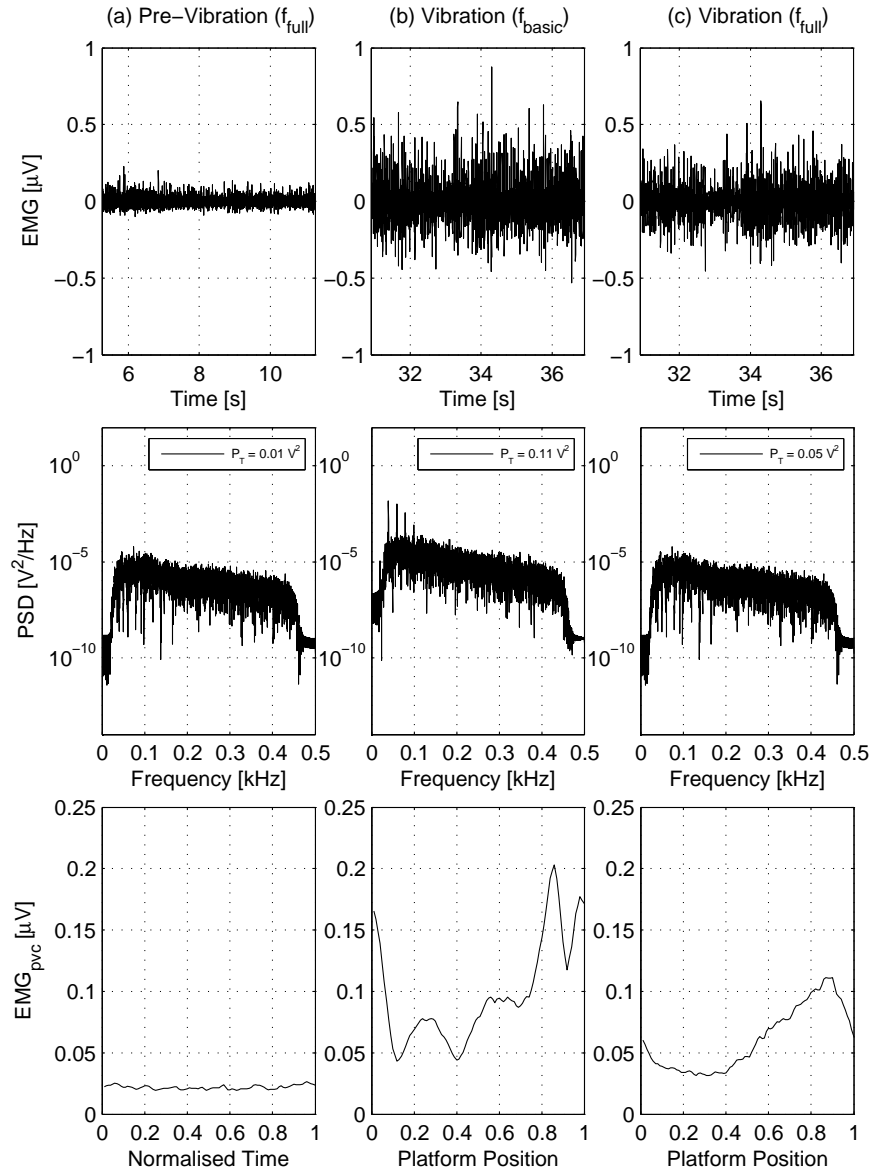 (a) Pre−Vibration (f_full)
(b) Vibration (f_basic)
(c) Vibration (f_full)
EMG [μV]
1
0.5
0
−0.5
−1
6 8 10
Time [s]
1
0.5
0
−0.5
−1
32 34 36
Time [s]
1
0.5
0
−0.5
−1
32 34 36
Time [s]
PSD [V²/Hz]
P_T = 0.01 V²
10⁰
10⁻⁵
10⁻¹⁰
0 0.1 0.2 0.3 0.4 0.5
Frequency [kHz]
P_T = 0.11 V²
10⁰
10⁻⁵
10⁻¹⁰
0 0.1 0.2 0.3 0.4 0.5
Frequency [kHz]
P_T = 0.05 V²
10⁰
10⁻⁵
10⁻¹⁰
0 0.1 0.2 0.3 0.4 0.5
Frequency [kHz]
EMG_pvc [μV]
0.25
0.2
0.15
0.1
0.05
0
0 0.2 0.4 0.6 0.8 1
Normalised Time
0.25
0.2
0.15
0.1
0.05
0
0 0.2 0.4 0.6 0.8 1
Platform Position
0.25
0.2
0.15
0.1
0.05
0
0 0.2 0.4 0.6 0.8 1
Platform Position